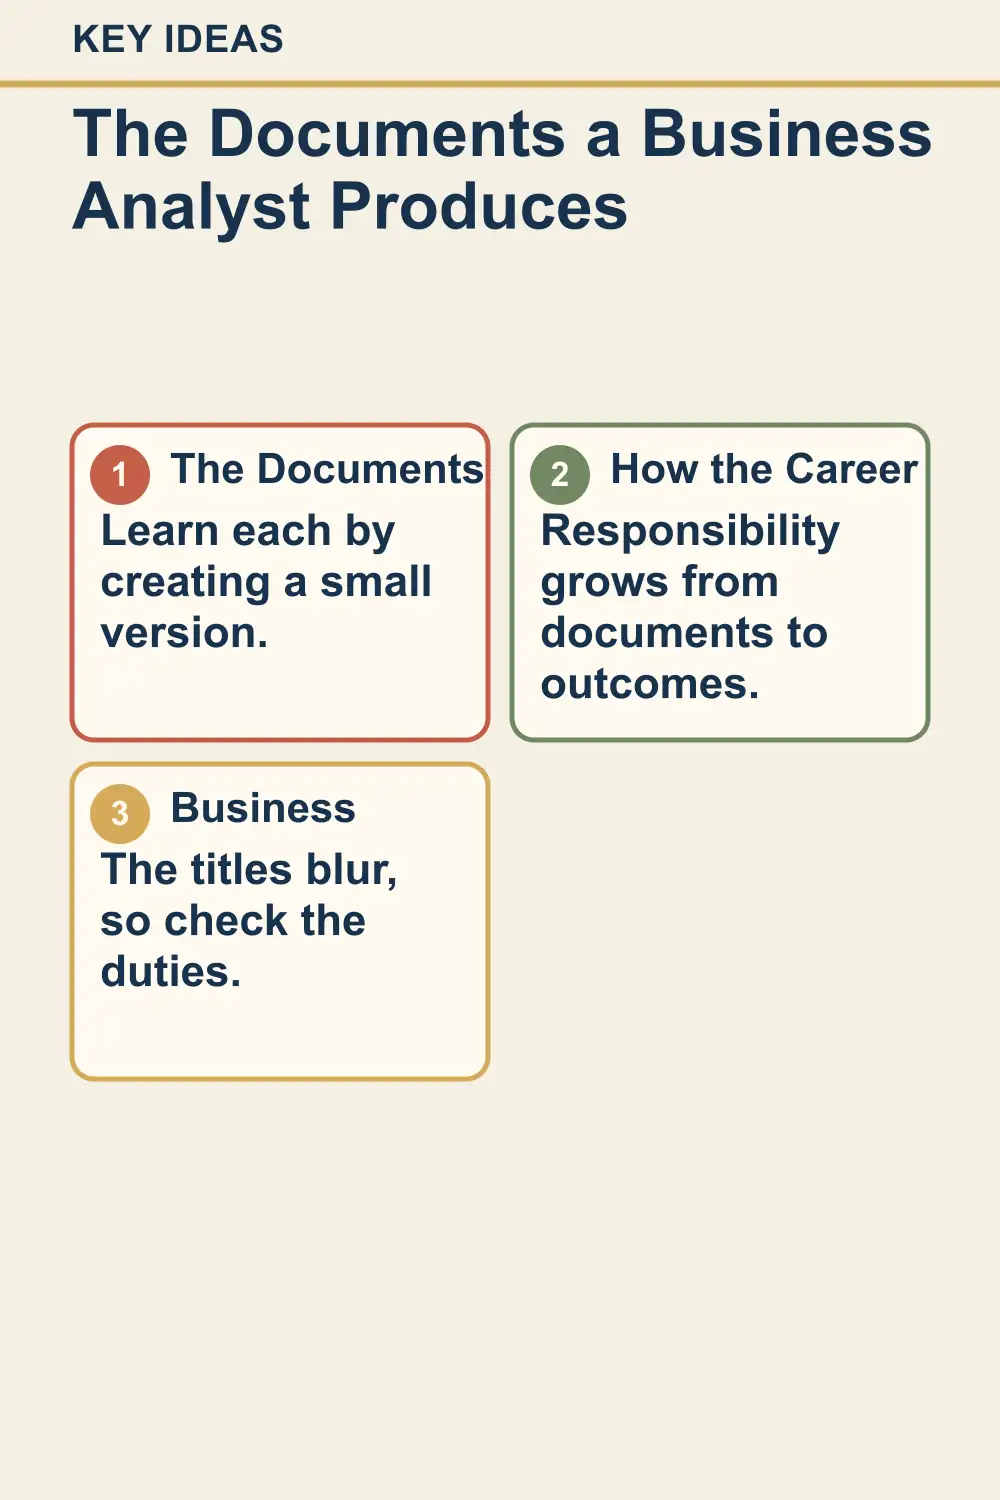 KEY IDEAS
The Documents a Business
Analyst Produces
1 The Documents
Learn each by
creating a small
version.
2 How the Career
Responsibility
grows from
documents to
outcomes.
3 Business
The titles blur,
so check the
duties.